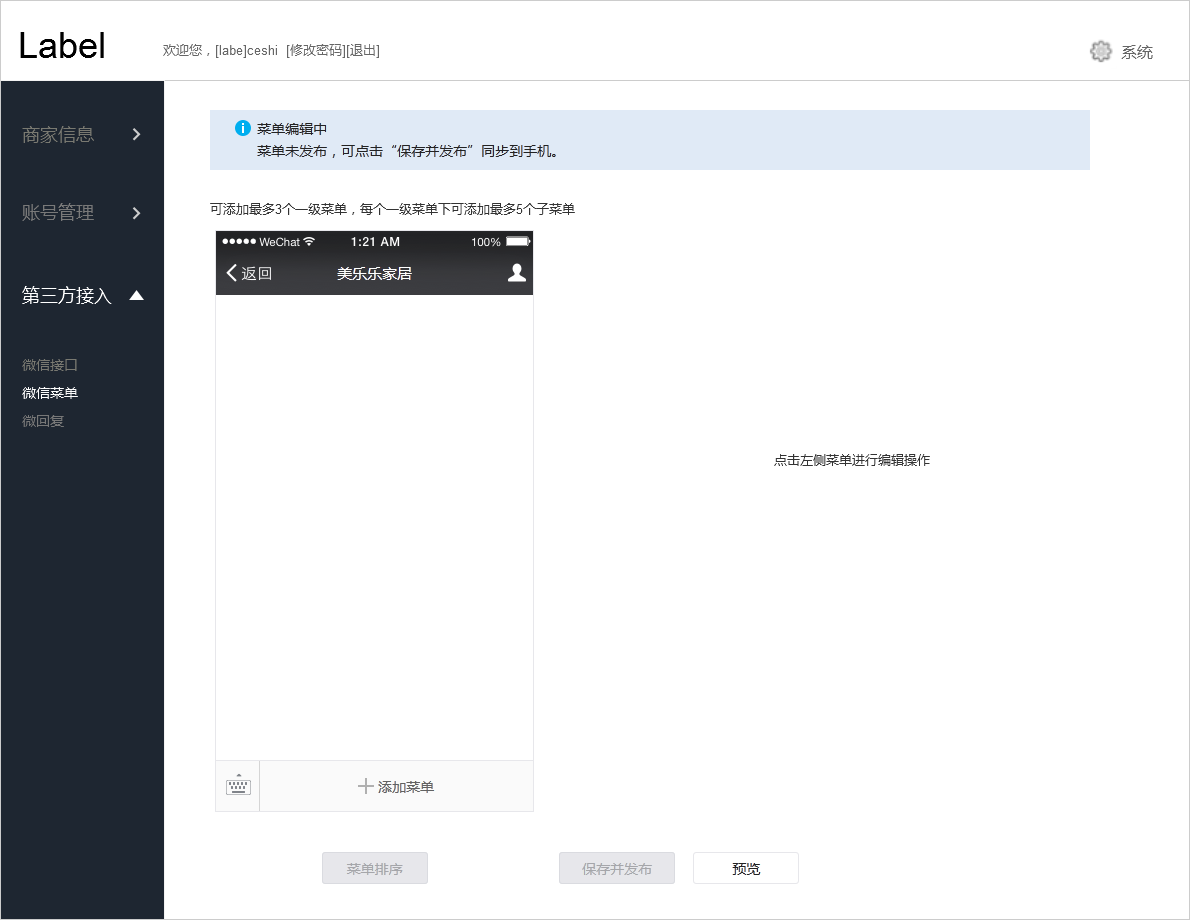 Label
欢迎您，[labe]ceshi [修改密码][退出]
系统
商家信息
账号管理
第三方接入
微信接口
微信菜单
微回复
菜单编辑中
菜单未发布，可点击“保存并发布”同步到手机。
可添加最多3个一级菜单，每个一级菜单下可添加最多5个子菜单
WeChat 1:21 AM 100%
返回 美乐乐家居
点击左侧菜单进行编辑操作
添加菜单
菜单排序 保存并发布 预览